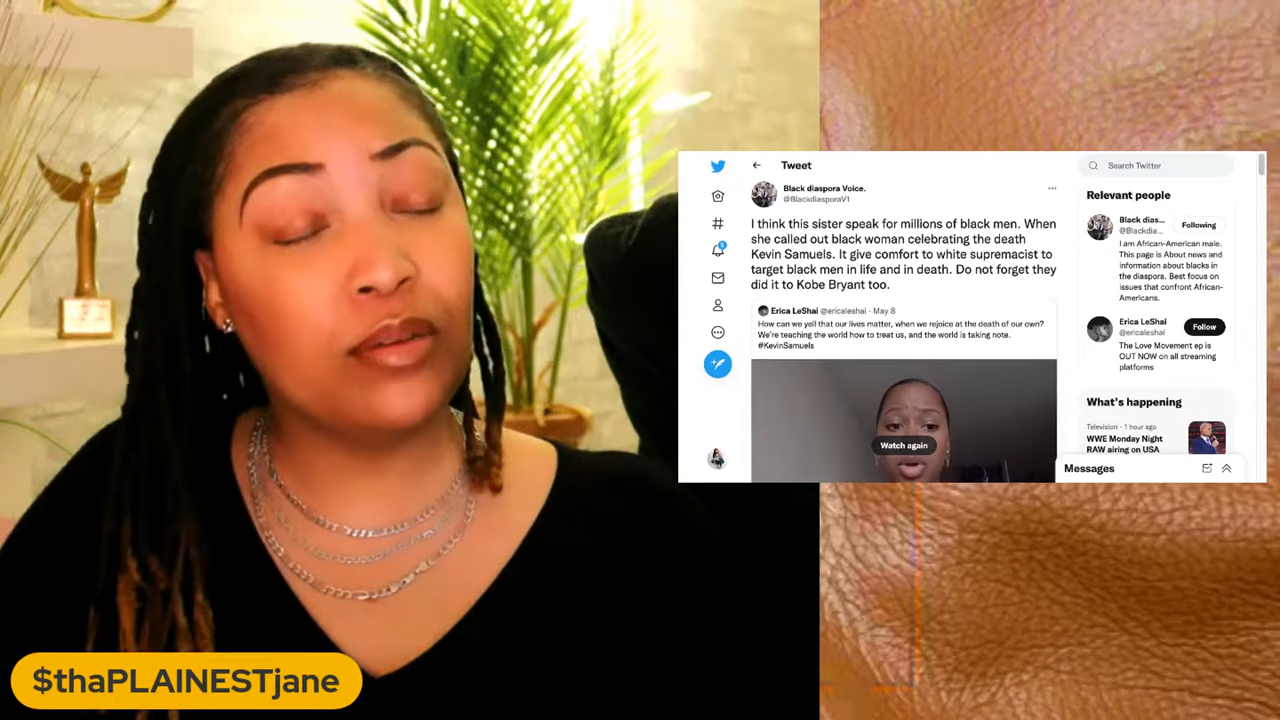 Tweet
Search Twitter
Black diaspora Voice.
@BlackdiasporaV1
I think this sister speak for millions of black men. When
she called out black woman celebrating the death
Kevin Samuels. It give comfort to white supremacist to
target black men in life and in death. Do not forget they
did it to Kobe Bryant too.
Erica LeShai @ericaleshai · May 8
How can we yell that our lives matter, when we rejoice at the death of our own?
We're teaching the world how to treat us, and the world is taking note.
#KevinSamuels
Watch again
Relevant people
Black dias...
@Blackdia...
Following
I am African-American male.
This page is About news and
information about blacks in
the diaspora. Best focus on
issues that confront African-
Americans.
Erica LeShai
@ericaleshai
Follow
The Love Movement ep is
OUT NOW on all streaming
platforms
What's happening
Television · 1 hour ago
WWE Monday Night
RAW airing on USA
Messages
$thaPLAINESTjane